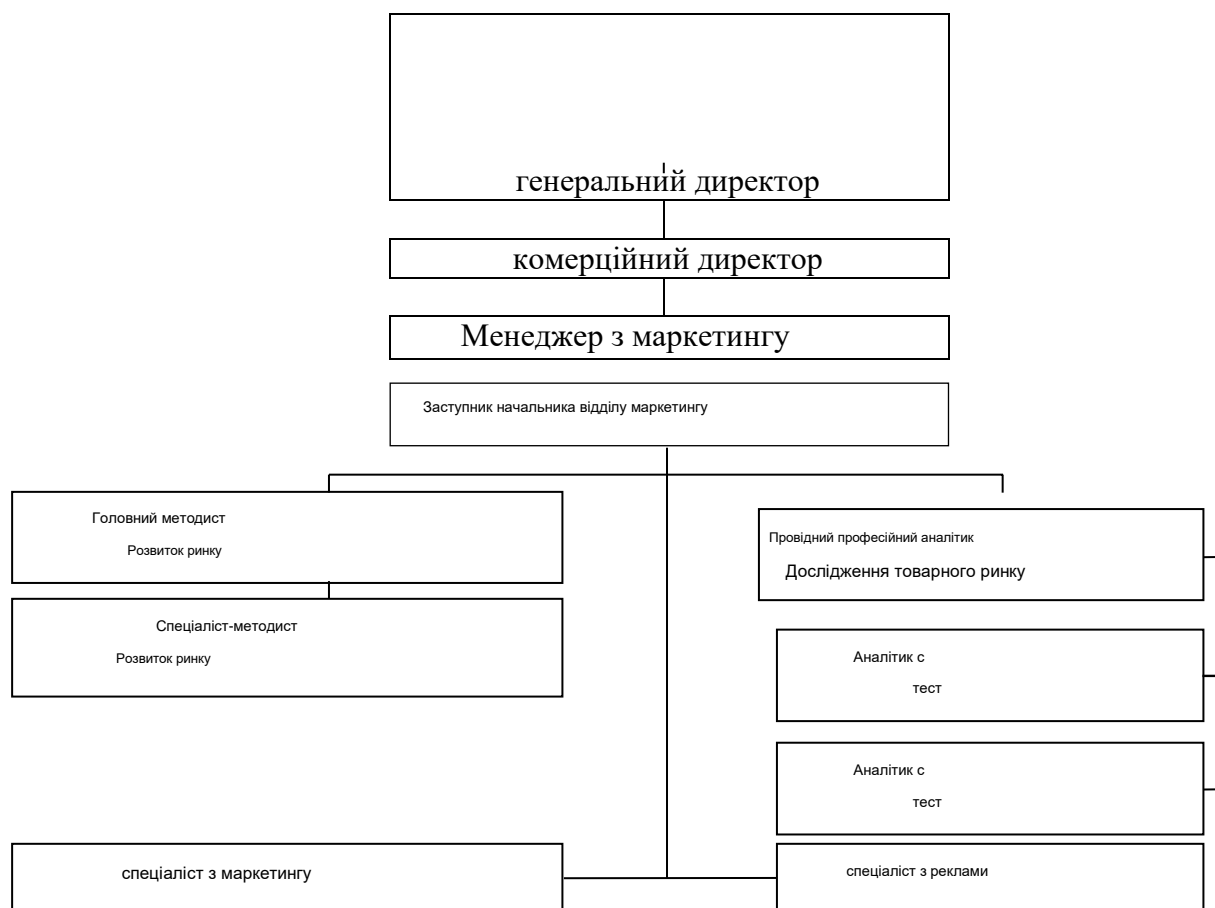 генеральний директор
комерційний директор
Менеджер з маркетингу
Заступник начальника відділу маркетингу
Головний методист
Розвиток ринку
Провідний професійний аналітик
Дослідження товарного ринку
Спеціаліст-методист
Розвиток ринку
Аналітик с
тест
Аналітик с
тест
спеціаліст з маркетингу
спеціаліст з реклами